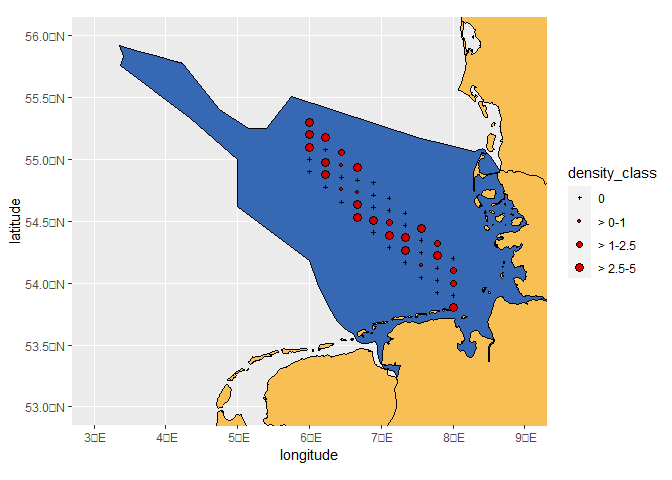 56.0▯N
55.5▯N
55.0▯N
54.5▯N
54.0▯N
53.5▯N
53.0▯N
latitude
3▯E 4▯E 5▯E 6▯E 7▯E 8▯E 9▯E
longitude
density_class
0
> 0-1
> 1-2.5
> 2.5-5